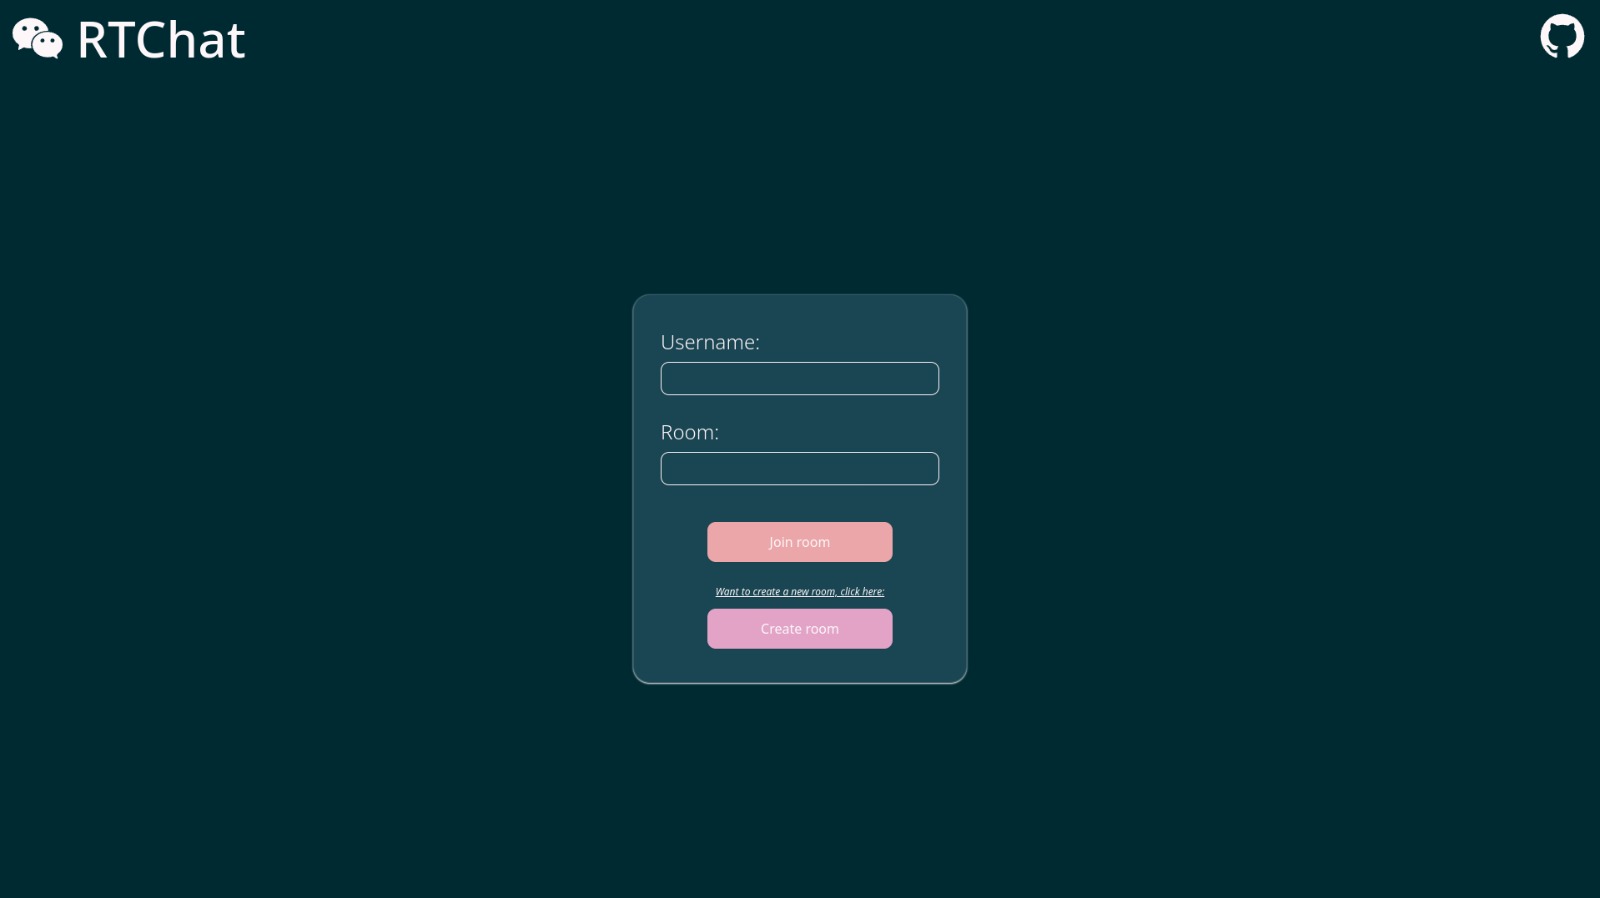 RTChat
Username:
Room:
Join room
Want to create a new room, click here:
Create room